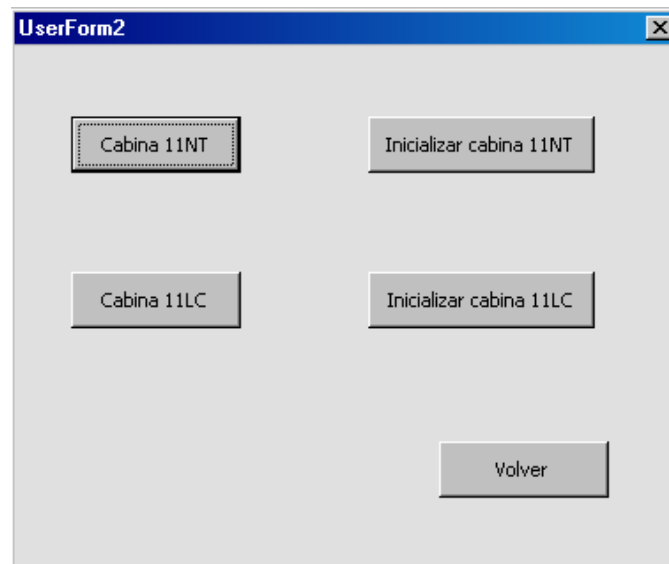 UserForm2
Cabina 11NT
Inicializar cabina 11NT
Cabina 11LC
Inicializar cabina 11LC
Volver